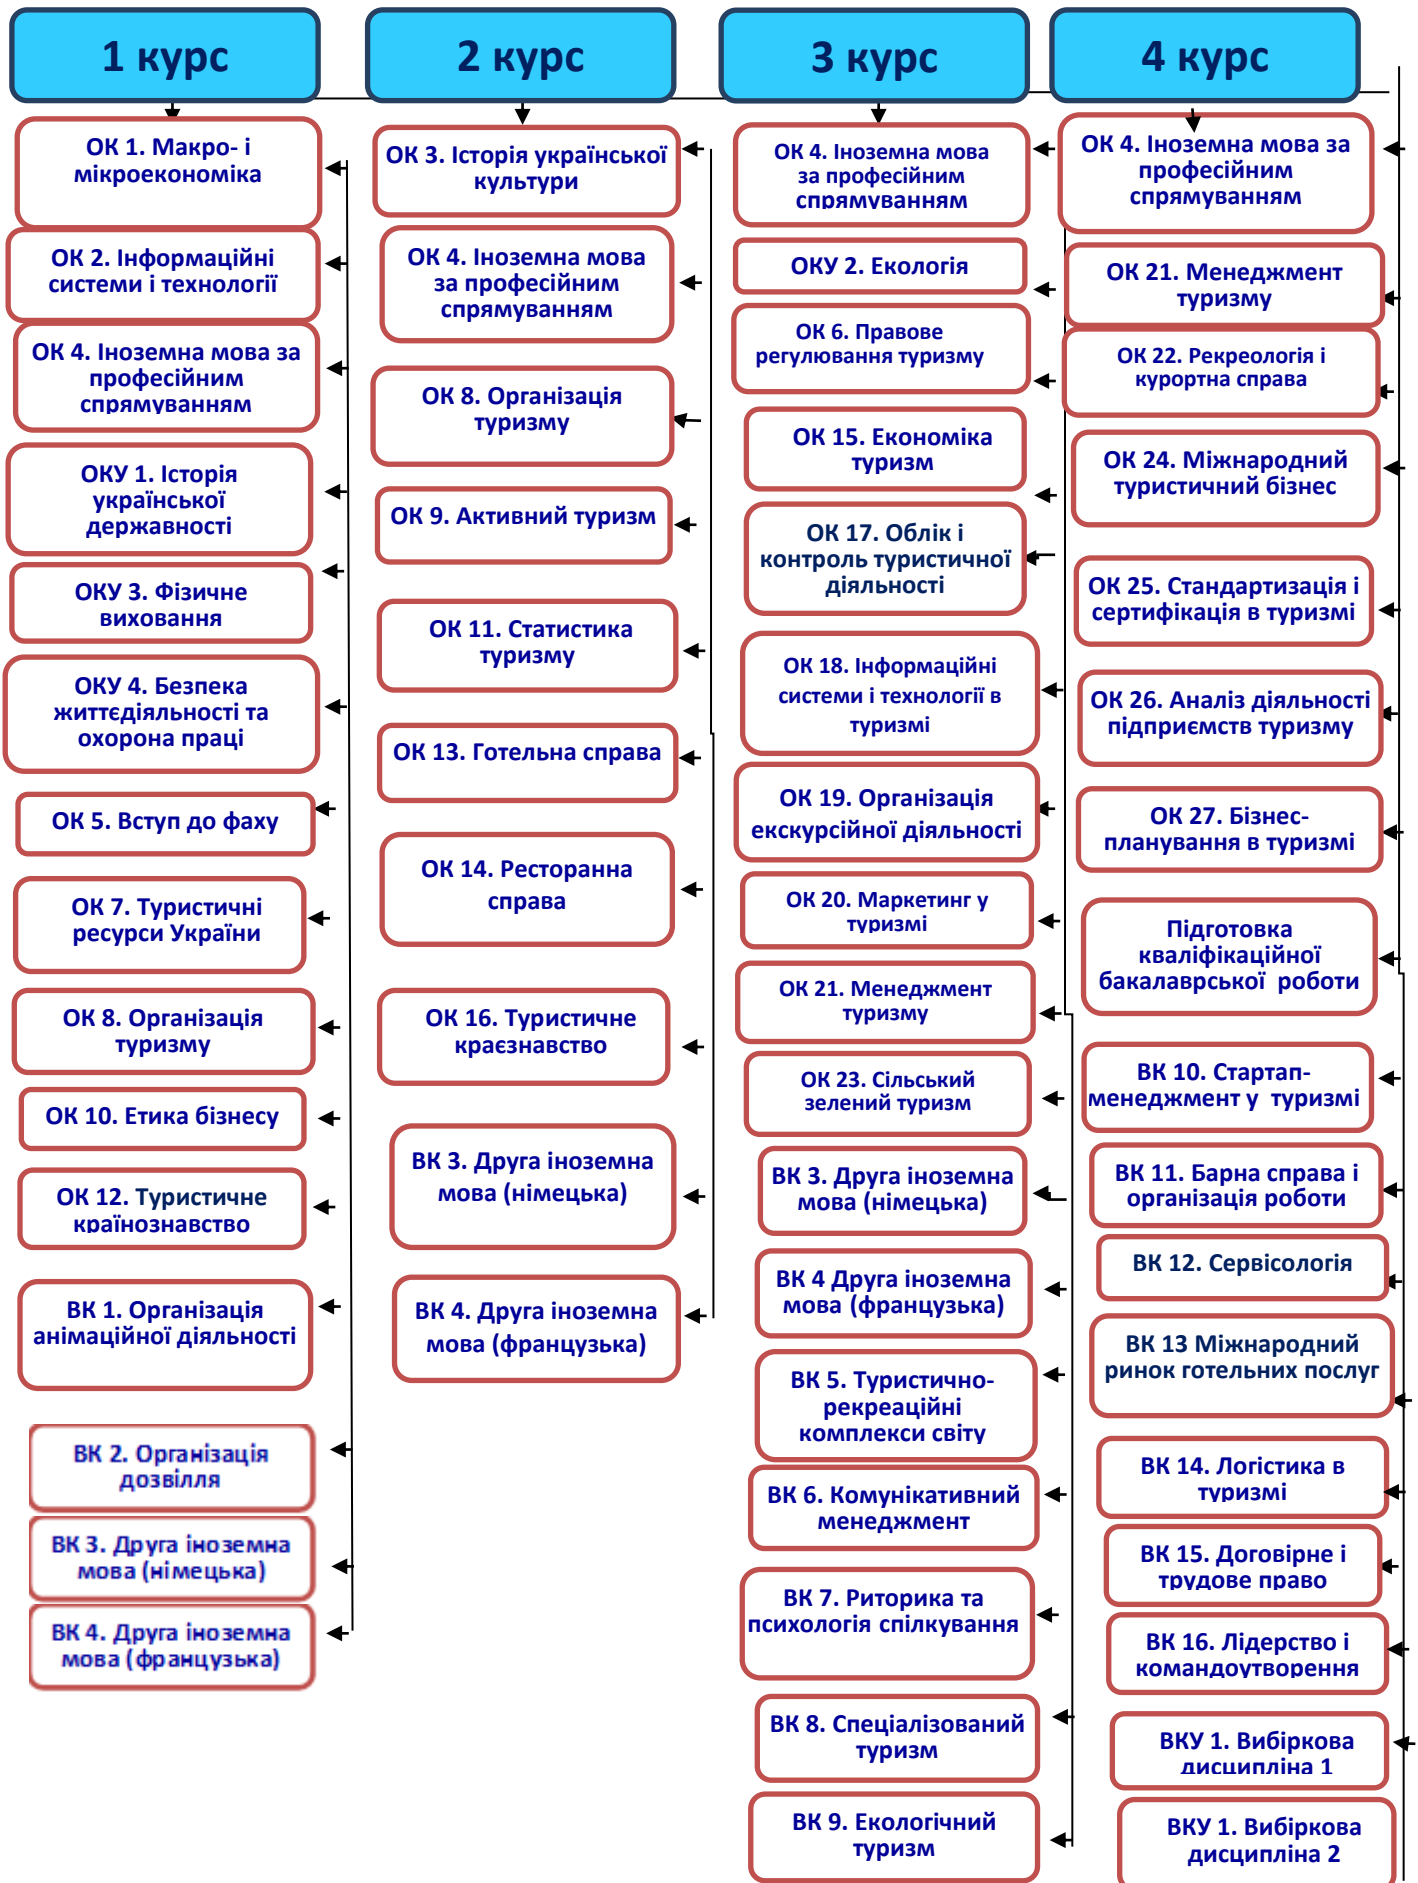 1 курс
ОК 1. Макро- і
мікроекономіка
ОК 2. Інформаційні
системи і технології
ОК 4. Іноземна мова за
професійним
спрямуванням
ОКУ 1. Історія
української
державності
ОКУ 3. Фізичне
виховання
ОКУ 4. Безпека
життєдіяльності та
охорона праці
ОК 5. Вступ до фаху
ОК 7. Туристичні
ресурси України
ОК 8. Організація
туризму
ОК 10. Етика бізнесу
ОК 12. Туристичне
країнознавство
ВК 1. Організація
анімаційної діяльності
ВК 2. Організація
дозвілля
ВК 3. Друга іноземна
мова (німецька)
ВК 4. Друга іноземна
мова (французька)
2 курс
ОК 3. Історія української
культури
ОК 4. Іноземна мова
за професійним
спрямуванням
ОК 8. Організація
туризму
ОК 9. Активний туризм
ОК 11. Статистика
туризму
ОК 13. Готельна справа
ОК 14. Ресторанна
справа
ОК 16. Туристичне
краєзнавство
ВК 3. Друга іноземна
мова (німецька)
ВК 4. Друга іноземна
мова (французька)
3 курс
ОК 4. Іноземна мова
за професійним
спрямуванням
ОКУ 2. Екологія
ОК 6. Правове
регулювання туризму
ОК 15. Економіка
туризм
ОК 17. Облік і
контроль туристичної
діяльності
ОК 18. Інформаційні
системи і технології в
туризмі
ОК 19. Організація
екскурсійної діяльності
ОК 20. Маркетинг у
туризмі
ОК 21. Менеджмент
туризму
ОК 23. Сільський
зелений туризм
ВК 3. Друга іноземна
мова (німецька)
ВК 4 Друга іноземна
мова (французька)
ВК 5. Туристично-
рекреаційні
комплекси світу
ВК 6. Комунікативний
менеджмент
ВК 7. Риторика та
психологія спілкування
ВК 8. Спеціалізований
туризм
ВК 9. Екологічний
туризм
4 курс
ОК 4. Іноземна мова за
професійним
спрямуванням
ОК 21. Менеджмент
туризму
ОК 22. Рекреологія і
курортна справа
ОК 24. Міжнародний
туристичний бізнес
ОК 25. Стандартизація і
сертифікація в туризмі
ОК 26. Аналіз діяльності
підприємств туризму
ОК 27. Бізнес-
планування в туризмі
Підготовка
кваліфікаційної
бакалаврської роботи
ВК 10. Стартап-
менеджмент у туризмі
ВК 11. Барна справа і
організація роботи
ВК 12. Сервісологія
ВК 13 Міжнародний
ринок готельних послуг
ВК 14. Логістика в
туризмі
ВК 15. Договірне і
трудове право
ВК 16. Лідерство і
командоутворення
ВКУ 1. Вибіркова
дисципліна 1
ВКУ 1. Вибіркова
дисципліна 2